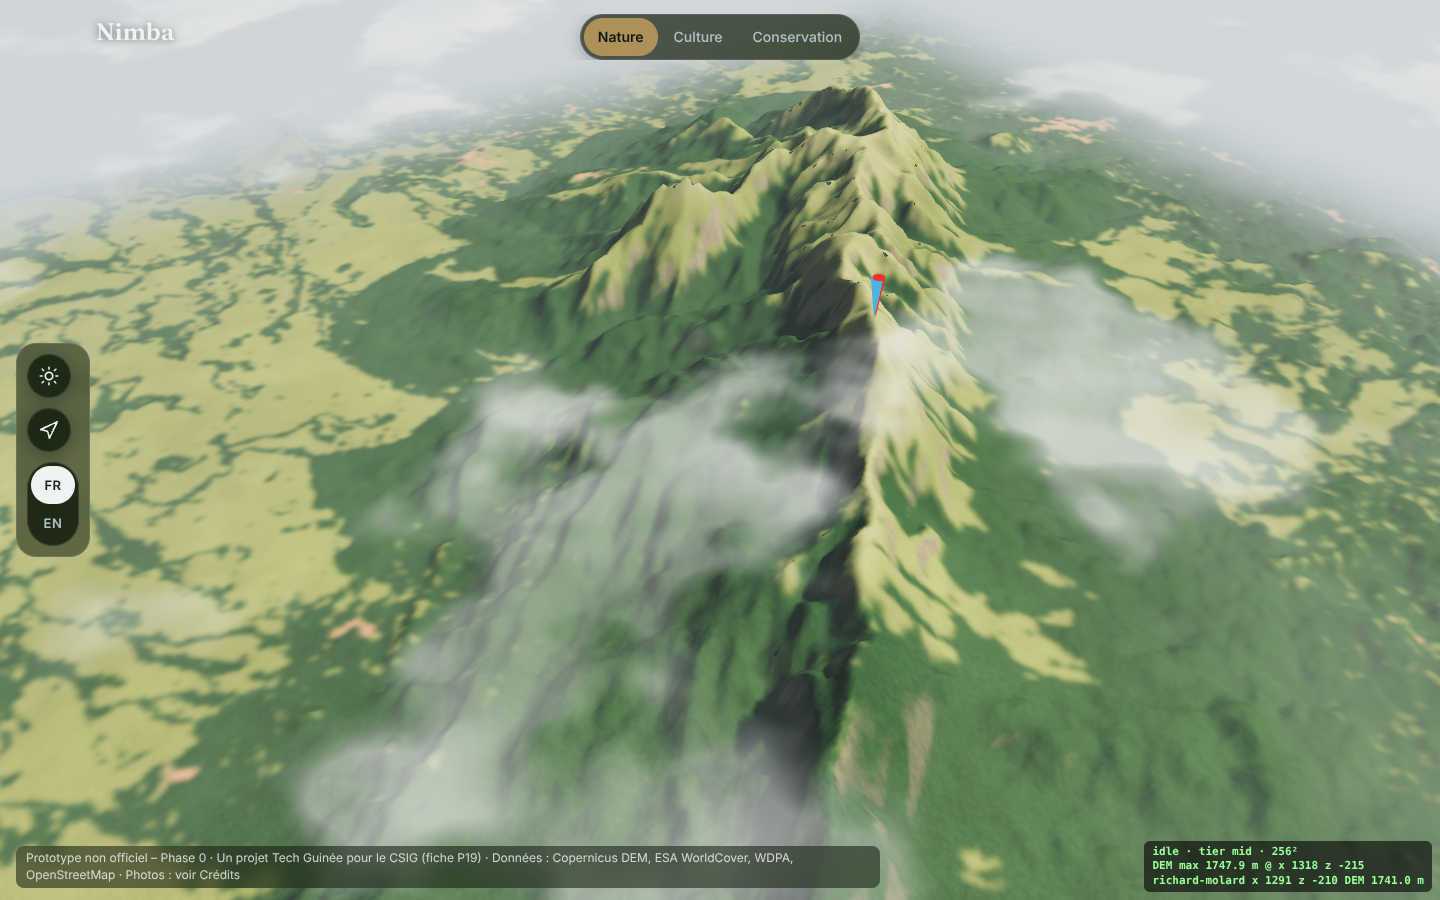 Nimba
Nature
Culture
Conservation
FR
EN
Prototype non officiel – Phase 0 · Un projet Tech Guinée pour le CSIG (fiche P19) · Données : Copernicus DEM, ESA WorldCover, WDPA,
OpenStreetMap · Photos : voir Crédits
idle · tier mid · 256²
DEM max 1747.9 m @ x 1318 z -215
richard-molard x 1291 z -210 DEM 1741.0 m